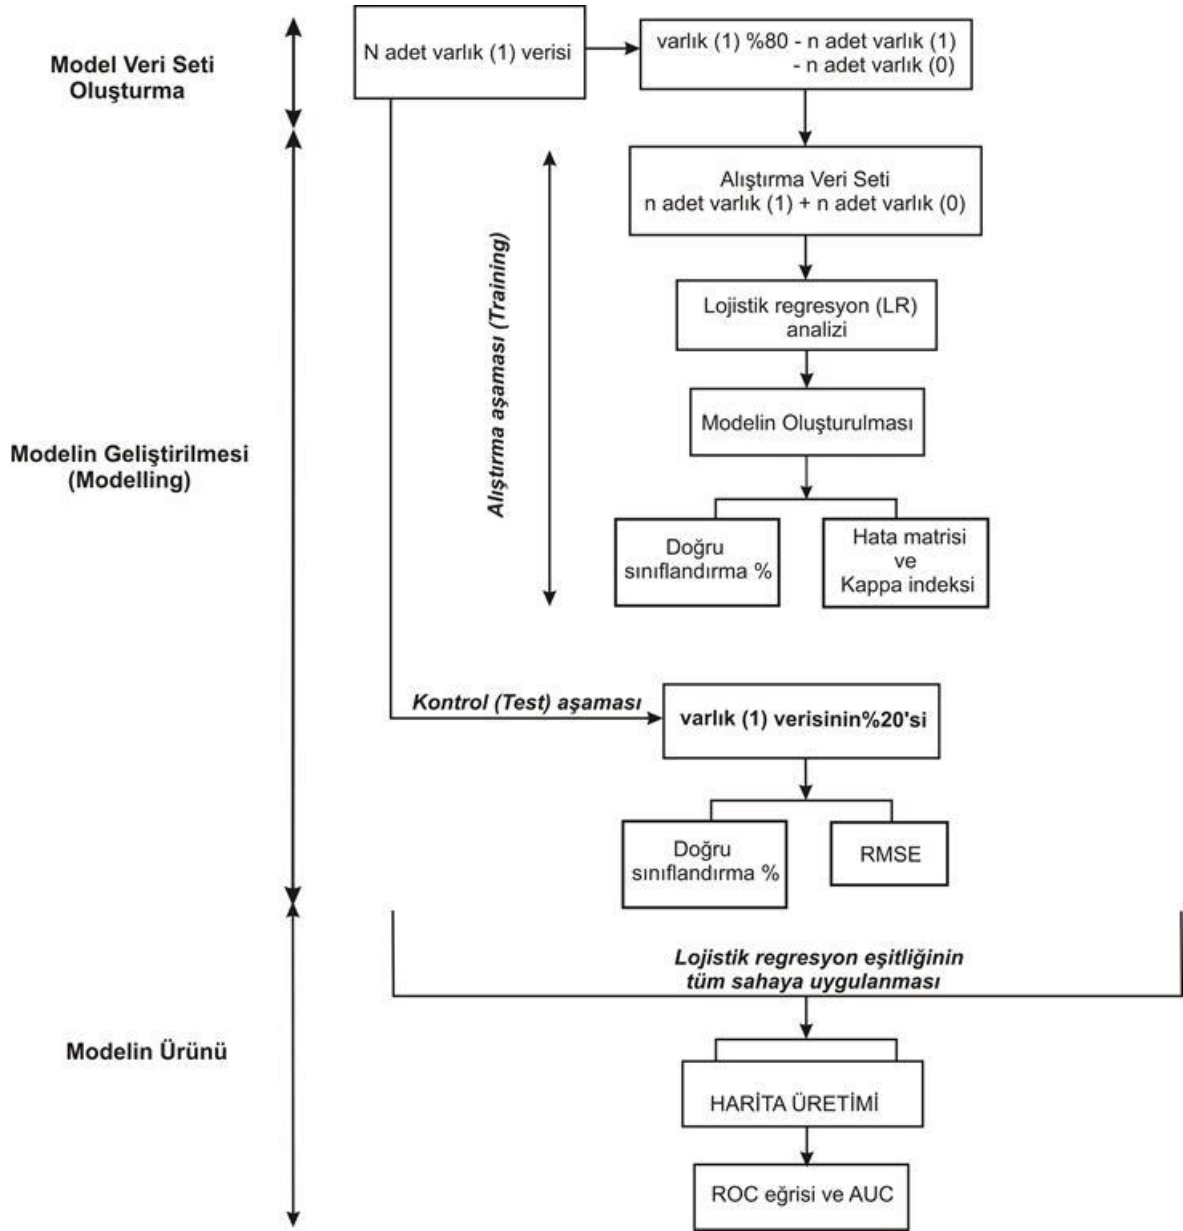 Model Veri Seti
Oluşturma
N adet varlık (1) verisi
varlık (1) %80 - n adet varlık (1)
- n adet varlık (0)
Alıştırma Veri Seti
n adet varlık (1) + n adet varlık (0)
Alıştırma aşaması (Training)
Lojistik regresyon (LR)
analizi
Modelin Oluşturulması
Modelin Geliştirilmesi
(Modelling)
Doğru
sınıflandırma %
Hata matrisi
ve
Kappa indeksi
Kontrol (Test) aşaması
varlık (1) verisinin%20'si
Doğru
sınıflandırma %
RMSE
Lojistik regresyon eşitliğinin
tüm sahaya uygulanması
Modelin Ürünü
HARİTA ÜRETİMİ
ROC eğrisi ve AUC